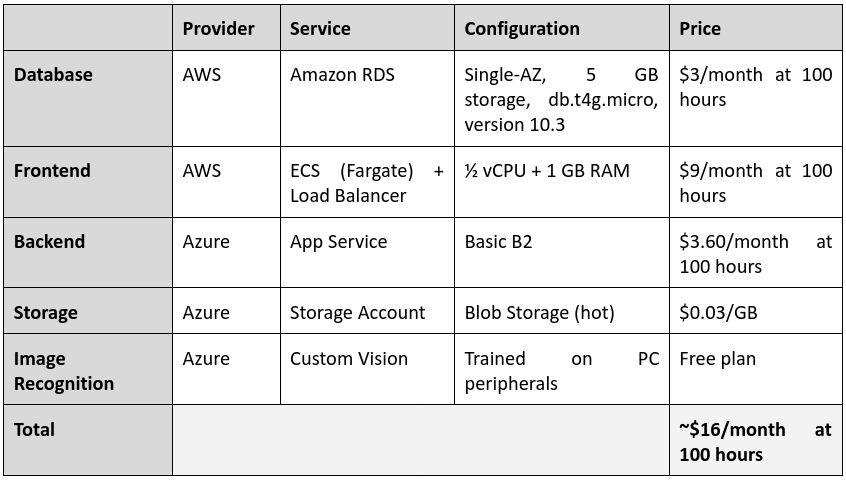 Provider Service Configuration Price
Database AWS Amazon RDS Single-AZ, 5 GB storage, db.t4g.micro, version 10.3 $3/month at 100 hours
Frontend AWS ECS (Fargate) + Load Balancer ½ vCPU + 1 GB RAM $9/month at 100 hours
Backend Azure App Service Basic B2 $3.60/month at 100 hours
Storage Azure Storage Account Blob Storage (hot) $0.03/GB
Image Recognition Azure Custom Vision Trained on PC peripherals Free plan
Total ~$16/month at 100 hours